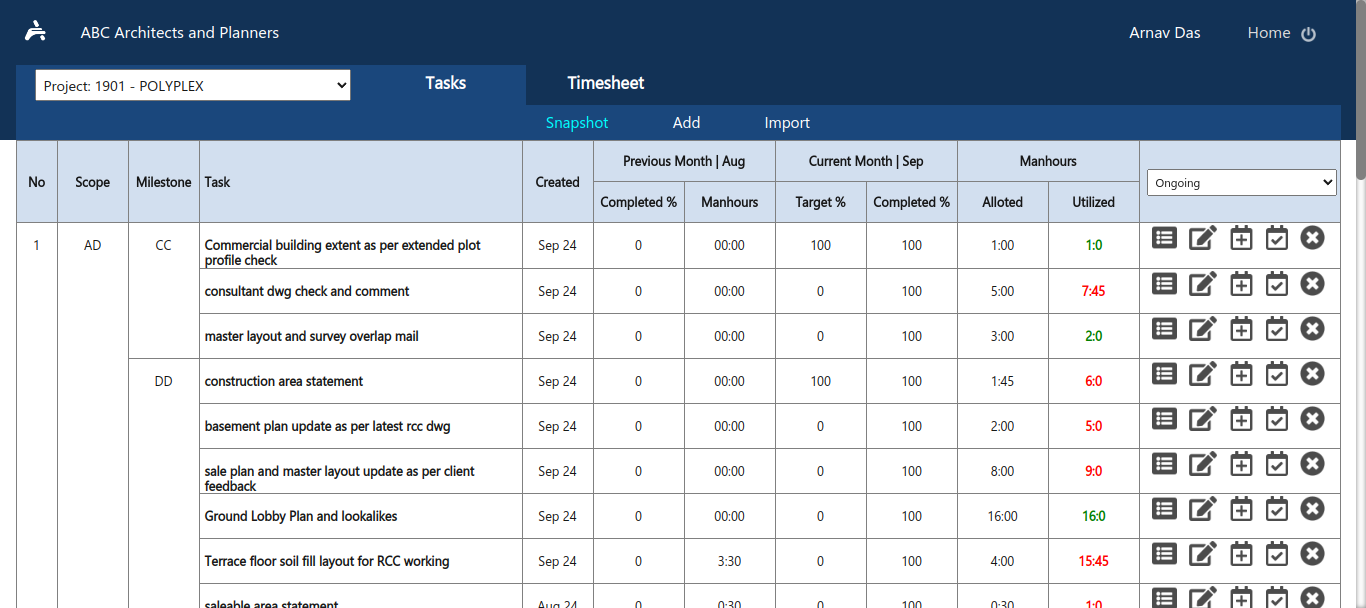 ABC Architects and Planners
Arnav Das
Home
Project: 1901 - POLYPLEX
Tasks
Timesheet
Snapshot
Add
Import
No
Scope
Milestone
Task
Created
Previous Month | Aug
Current Month | Sep
Manhours
Completed %
Manhours
Target %
Completed %
Alloted
Utilized
Ongoing
1 AD CC Commercial building extent as per extended plot
profile check
Sep 24 0 00:00 100 100 1:00 1:0
consultant dwg check and comment Sep 24 0 00:00 0 100 5:00 7:45
master layout and survey overlap mail Sep 24 0 00:00 0 100 3:00 2:0
DD construction area statement Sep 24 0 00:00 100 100 1:45 6:0
basement plan update as per latest rcc dwg Sep 24 0 00:00 0 100 2:00 5:0
sale plan and master layout update as per client
feedback
Sep 24 0 00:00 0 100 8:00 9:0
Ground Lobby Plan and lookalikes Sep 24 0 00:00 0 100 16:00 16:0
Terrace floor soil fill layout for RCC working Sep 24 0 3:30 0 100 4:00 15:45
saleable area statement Aug 24 0 0:30 0 100 0:30 1:0